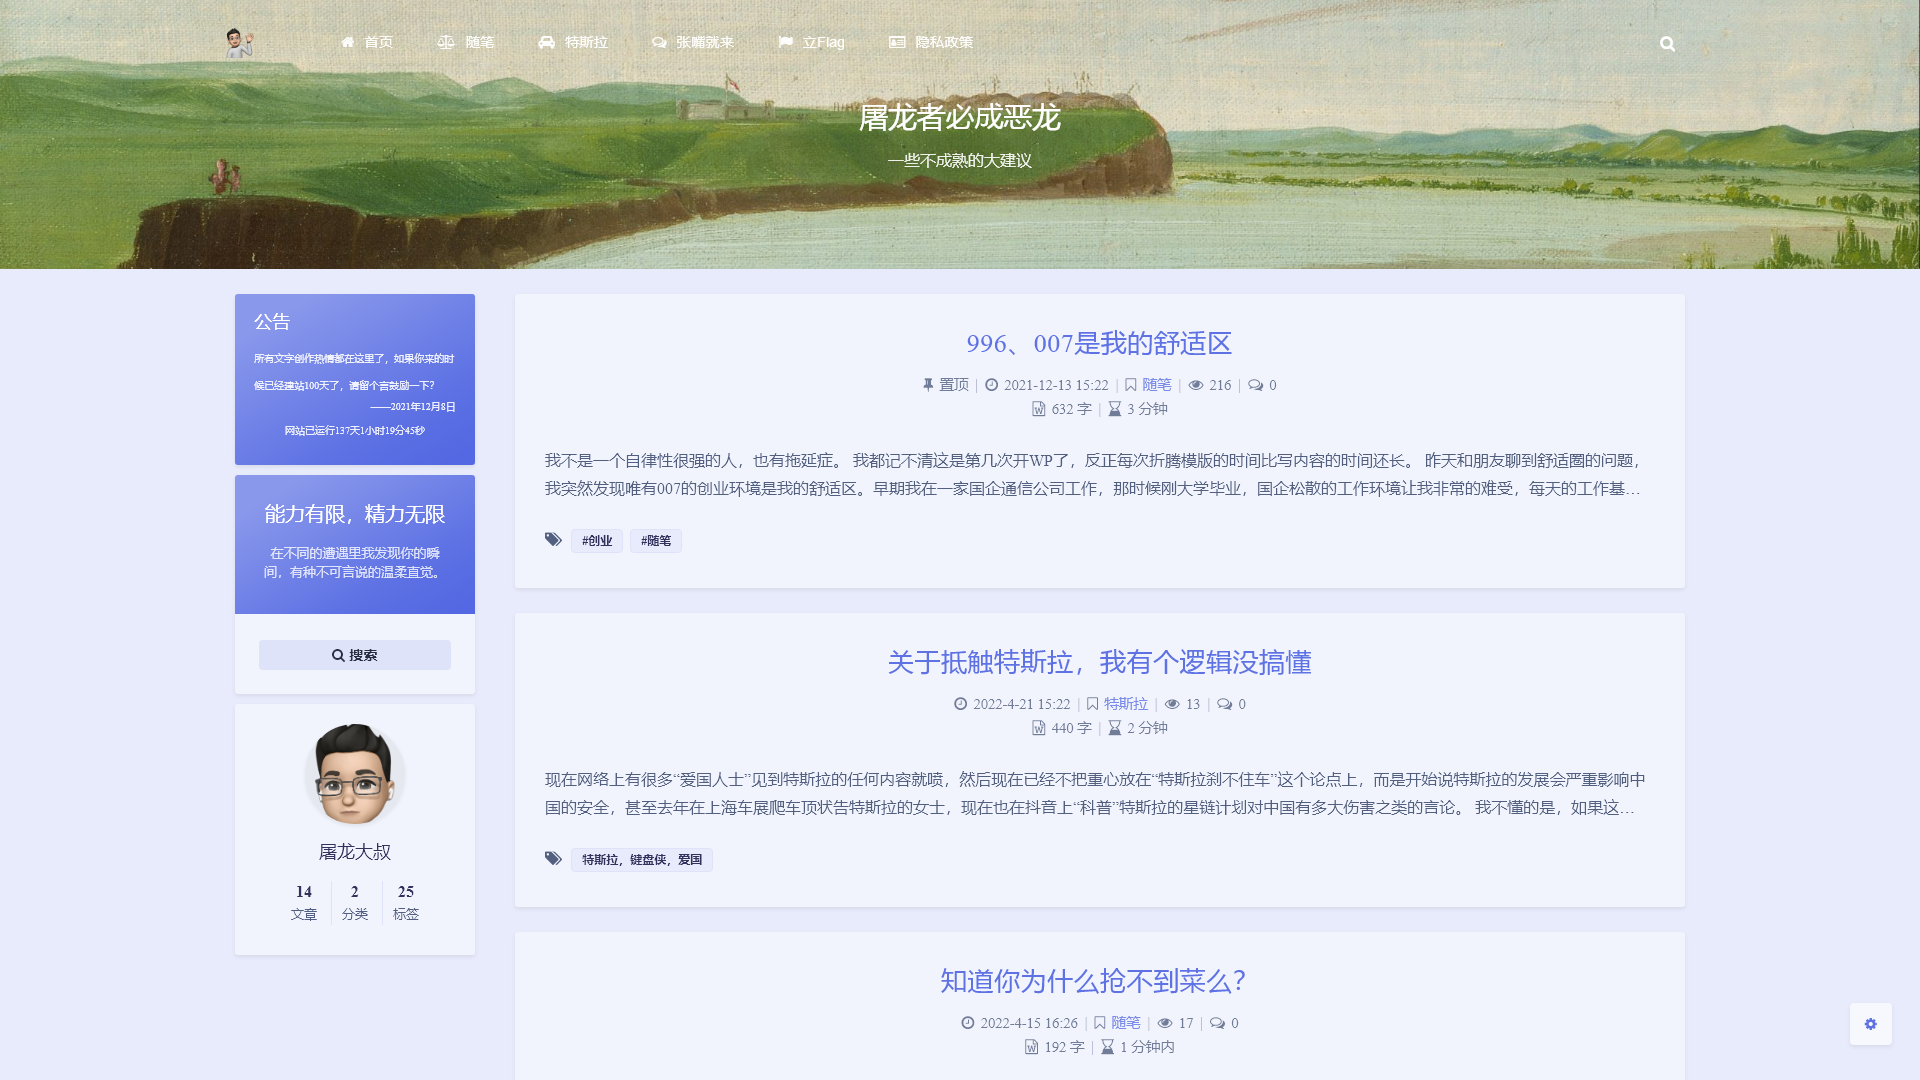 首页 随笔 特斯拉 张嘴就来 立Flag 隐私政策
屠龙者必成恶龙
一些不成熟的大建议
公告
所有文字创作热情都在这里了，如果你来的时
候已经建站100天了，请留个言鼓励一下？
——2021年12月8日
网站已运行137天1小时19分45秒
能力有限，精力无限
在不同的遭遇里我发现你的瞬
间，有种不可言说的温柔直觉。
搜索
屠龙大叔
14 2 25
文章 分类 标签
996、007是我的舒适区
置顶 | 2021-12-13 15:22 | 随笔 | 216 | 0
632 字 | 3 分钟
我不是一个自律性很强的人，也有拖延症。 我都记不清这是第几次开WP了，反正每次折腾模版的时间比写内容的时间还长。 昨天和朋友聊到舒适圈的问题，
我突然发现唯有007的创业环境是我的舒适区。早期我在一家国企通信公司工作，那时候刚大学毕业，国企松散的工作环境让我非常的难受，每天的工作基…
#创业 #随笔
关于抵触特斯拉，我有个逻辑没搞懂
2022-4-21 15:22 | 特斯拉 | 13 | 0
440 字 | 2 分钟
现在网络上有很多“爱国人士”见到特斯拉的任何内容就喷，然后现在已经不把重心放在“特斯拉刹不住车”这个论点上，而是开始说特斯拉的发展会严重影响中
国的安全，甚至去年在上海车展爬车顶状告特斯拉的女士，现在也在抖音上“科普”特斯拉的星链计划对中国有多大伤害之类的言论。 我不懂的是，如果这…
特斯拉，键盘侠，爱国
知道你为什么抢不到菜么？
2022-4-15 16:26 | 随笔 | 17 | 0
192 字 | 1 分钟内